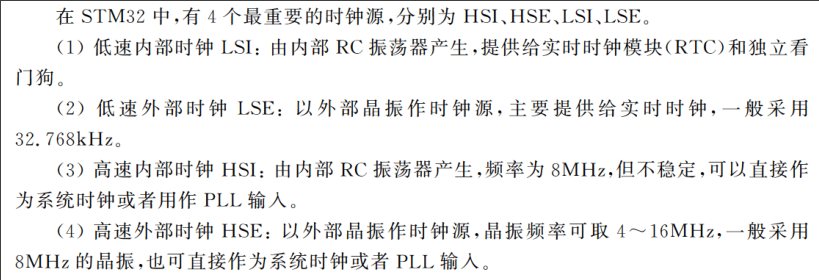 在 STM32 中,有 4 个最重要的时钟源,分别为 HSI、HSE、LSI、LSE。
(1) 低速内部时钟 LSI: 由内部 RC 振荡器产生,提供给实时时钟模块(RTC)和独立看
门狗。
(2) 低速外部时钟 LSE: 以外部晶振作时钟源,主要提供给实时时钟,一般采用
32.768kHz。
(3) 高速内部时钟 HSI: 由内部 RC 振荡器产生,频率为 8MHz,但不稳定,可以直接作
为系统时钟或者用作 PLL 输入。
(4) 高速外部时钟 HSE: 以外部晶振作时钟源,晶振频率可取 4～16MHz,一般采用
8MHz 的晶振,也可直接作为系统时钟或者 PLL 输入。